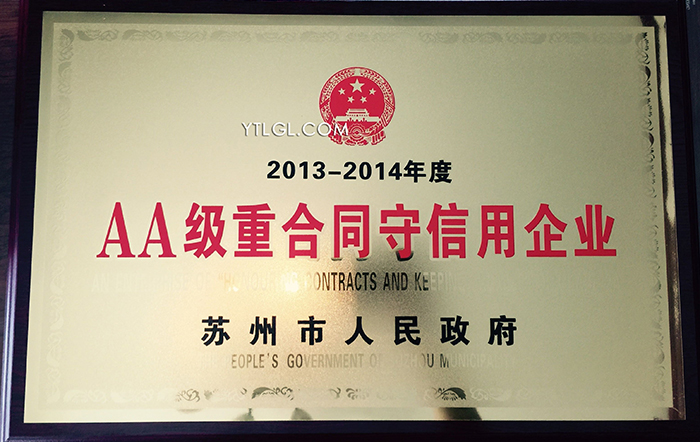 YTLGL.COM
2013-2014年度
AA级重合同守信用企业
CONTRACTS AND
苏州市人民政府
EOPLE'S GOVERNMENT